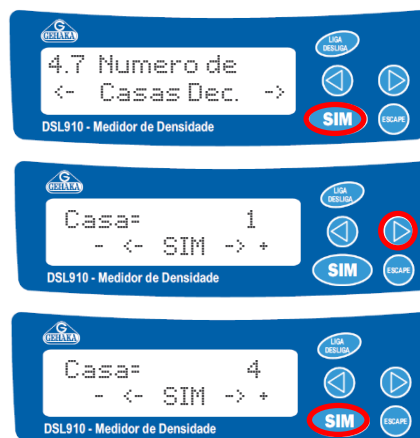 G
GEHAKA
LIGA
DESLIGA
4.7 Numero de
<- Casas Dec. ->
SIM
ESCAPE
DSL910 - Medidor de Densidade
G
GEHAKA
LIGA
DESLIGA
Casa= 1
- <- SIM -> +
SIM
ESCAPE
DSL910 - Medidor de Densidade
G
GEHAKA
LIGA
DESLIGA
Casa= 4
- <- SIM -> +
SIM
ESCAPE
DSL910 - Medidor de Densidade